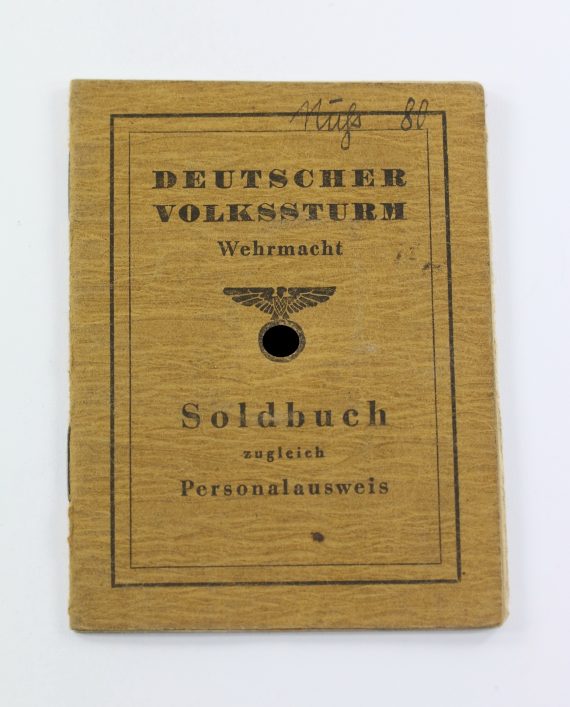 80
DEUTSCHER
VOLKSSTURM
Wehrmacht
Soldbuch
zugleich
Personalausweis